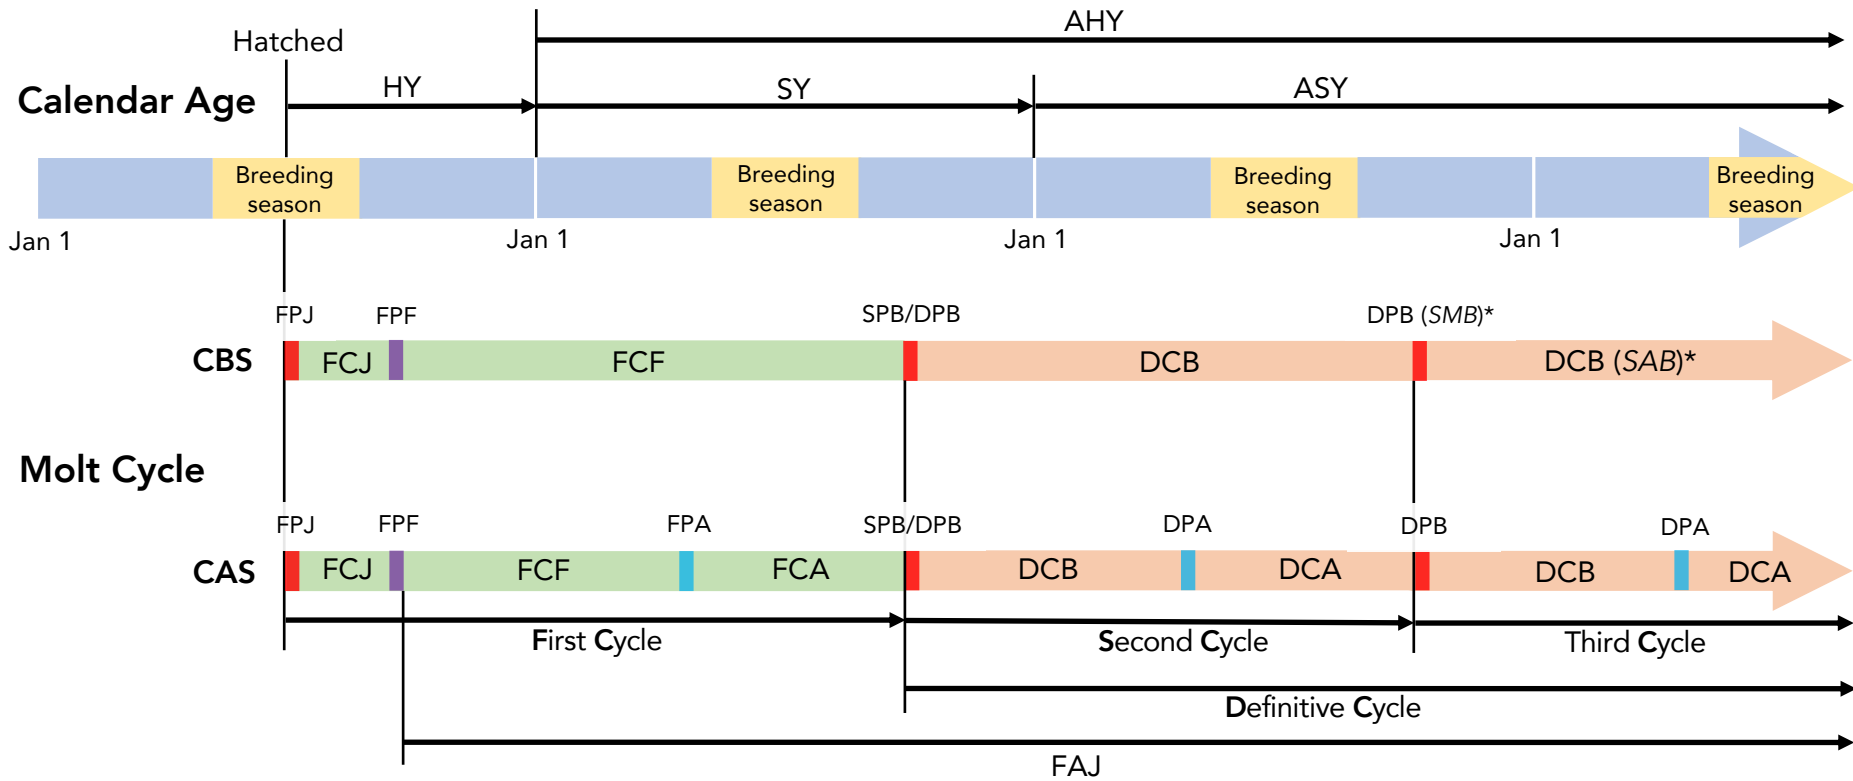 AHY
Hatched
HY
SY
ASY
Calendar Age
Breeding
season
Breeding
season
Breeding
season
Breeding
season
Jan 1
Jan 1
Jan 1
Jan 1
FPJ
FPF
SPB/DPB
DPB (SMB)*
CBS
FCJ
FCF
DCB
DCB (SAB)*
Molt Cycle
FPJ
FPF
FPA
SPB/DPB
DPA
DPB
DPA
CAS
FCJ
FCF
FCA
DCB
DCA
DCB
DCA
First Cycle
Second Cycle
Third Cycle
Definitive Cycle
FAJ